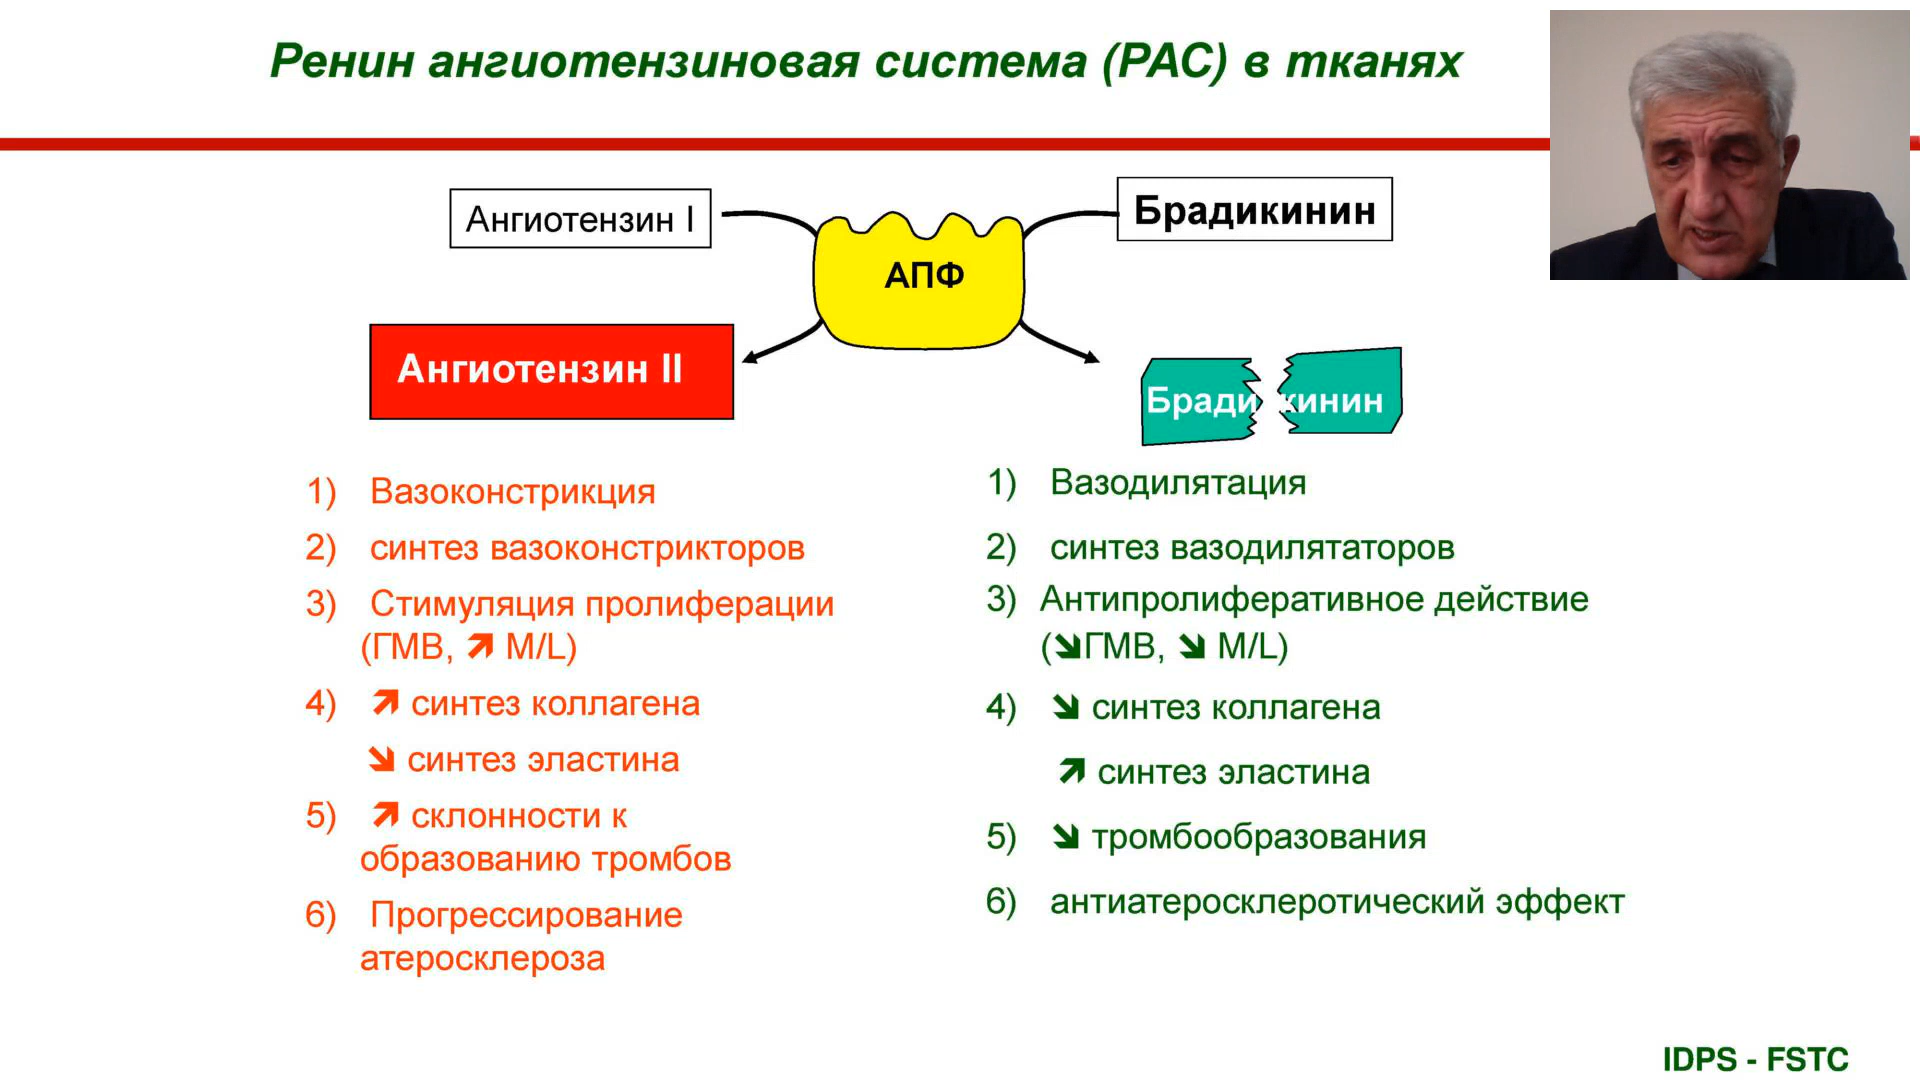 Ренин ангиотензиновая система (РАС) в тканях
Ангиотензин I
АПФ
Брадикинин
Ангиотензин II
Бради кинин
1) Вазоконстрикция
2) синтез вазоконстрикторов
3) Стимуляция пролиферации
(ГМВ, ↗ M/L)
4) ↗ синтез коллагена
↘ синтез эластина
5) ↗ склонности к
образованию тромбов
6) Прогрессирование
атеросклероза
1) Вазодилятация
2) синтез вазодилятаторов
3) Антипролиферативное действие
(↘ГМВ, ↘ M/L)
4) ↘ синтез коллагена
↗ синтез эластина
5) ↘ тромбообразования
6) антиатеросклеротический эффект
IDPS - FSTC